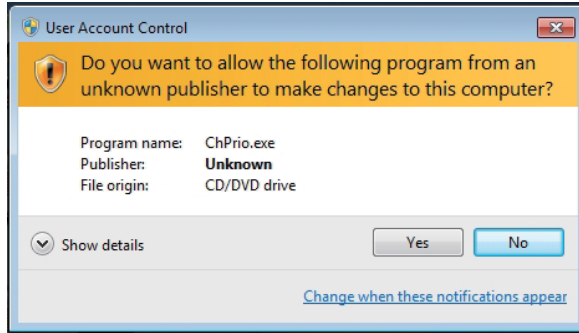 User Account Control
Do you want to allow the following program from an
unknown publisher to make changes to this computer?
Program name: ChPrio.exe
Publisher: Unknown
File origin: CD/DVD drive
Show details
Yes
No
Change when these notifications appear